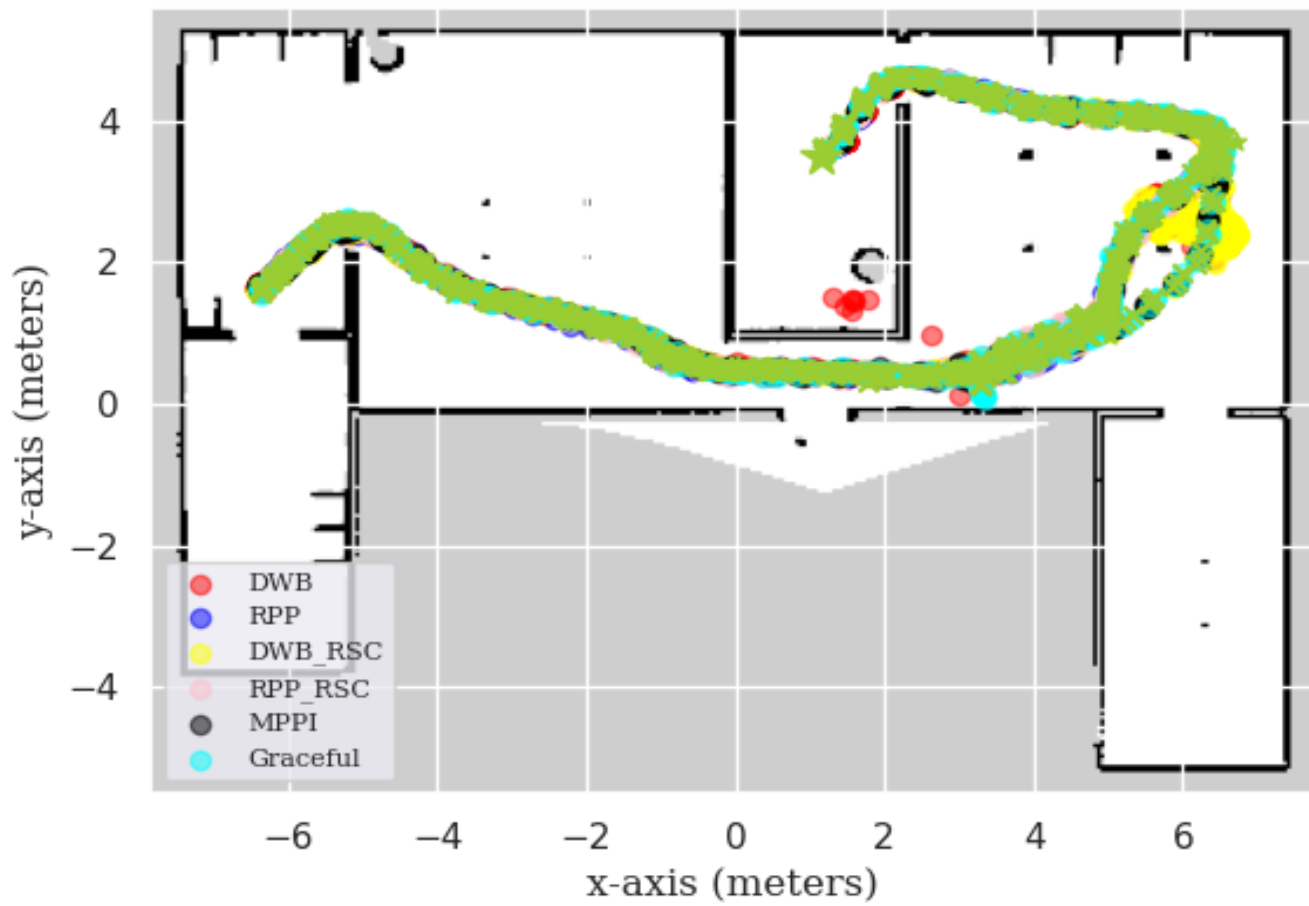 4
2
0
−2
−4
y-axis (meters)
DWB
RPP
DWB_RSC
RPP_RSC
MPPI
Graceful
−6 −4 −2 0 2 4 6
x-axis (meters)